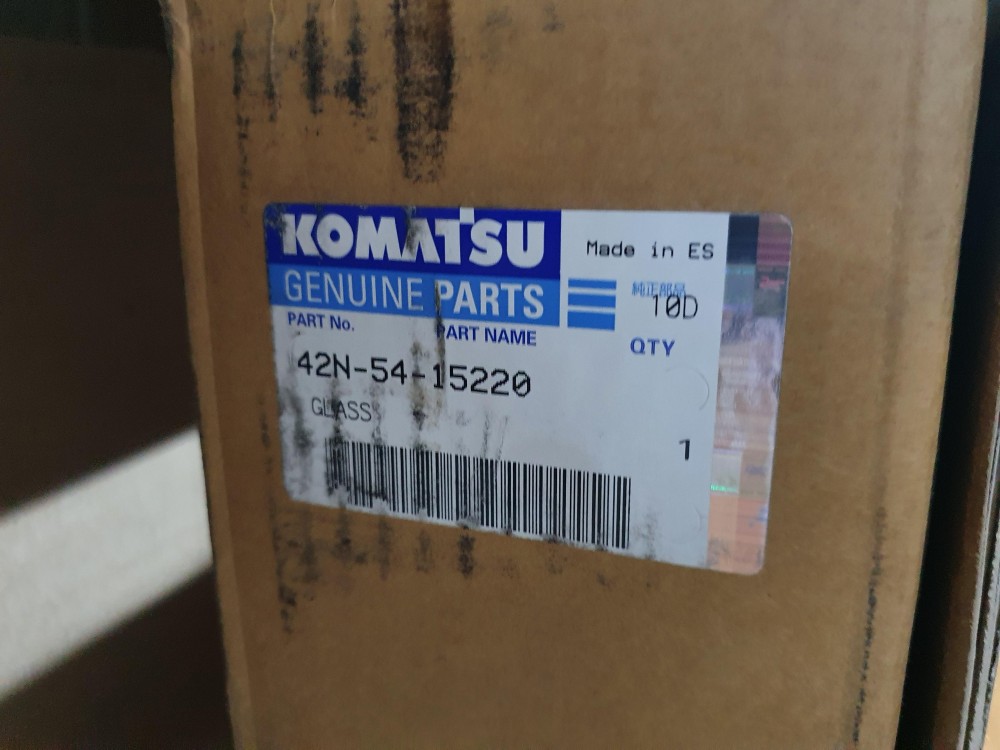 KOMATSU
Made in ES
GENUINE PARTS
純正部品
10D
PART No.
PART NAME
QTY
42N-54-15220
GLASS
1